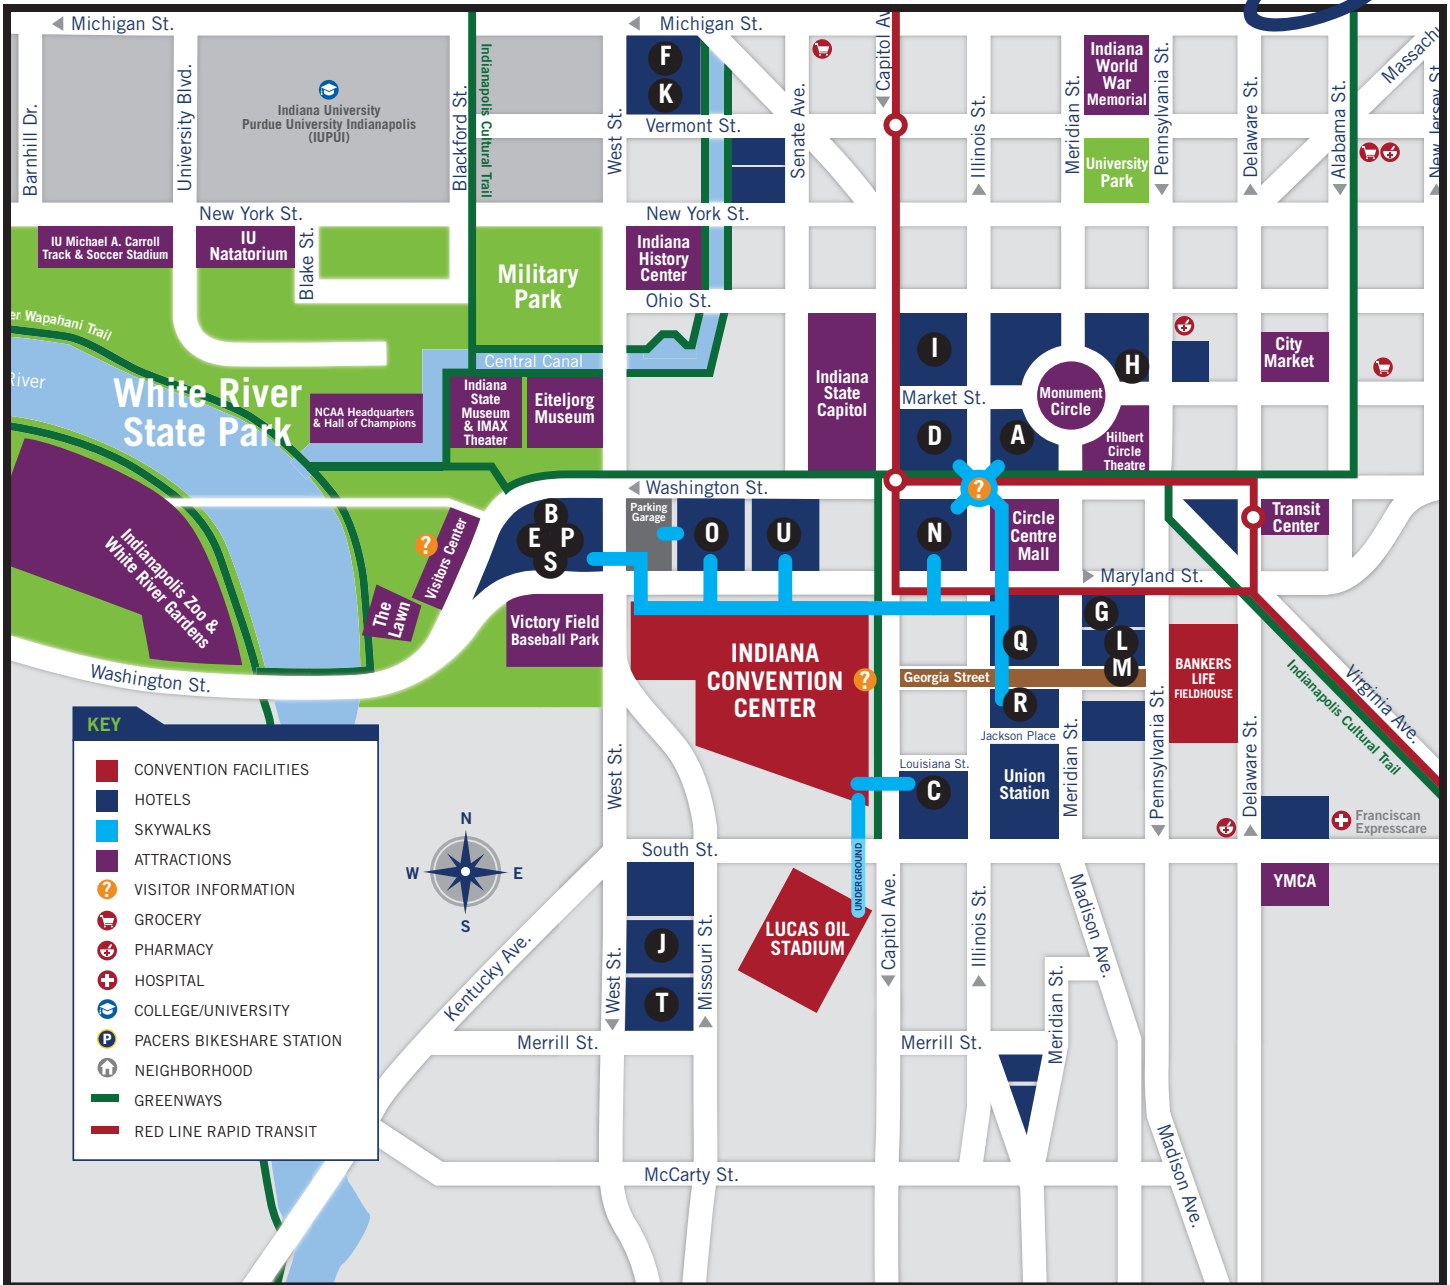 Michigan St.
Michigan St.
Capitol Av
Massachu
Barnhill Dr.
University Blvd.
Indiana University
Purdue University Indianapolis
(IUPUI)
Blackford St.
Indianapolis Cultural Trail
West St.
F
K
Vermont St.
Senate Ave.
Illinois St.
Meridian St.
Indiana
World
War
Memorial
University
Park
Pennsylvania St.
Delaware St.
Alabama St.
New Jersey St.
New York St.
New York St.
IU Michael A. Carroll
Track & Soccer Stadium
IU
Natatorium
Blake St.
Military
Park
Indiana
History
Center
Ohio St.
er Wapahani Trail
River
White River
State Park
Central Canal
NCAA Headquarters
& Hall of Champions
Indiana
State
Museum
& IMAX
Theater
Eiteljorg
Museum
Indiana
State
Capitol
I
Market St.
D
A
H
Monument
Circle
Hilbert
Circle
Theatre
City
Market
Washington St.
Indianapolis Zoo &
White River Gardens
?
Visitors Center
The
Lawn
B
E
P
S
Parking
Garage
O
U
N
?
Circle
Centre
Mall
Transit
Center
Maryland St.
Victory Field
Baseball Park
Washington St.
INDIANA
CONVENTION
CENTER
?
Georgia Street
G
L
M
Q
R
BANKERS
LIFE
FIELDHOUSE
Virginia Ave.
Indianapolis Cultural Trail
Jackson Place
Louisiana St.
C
Union
Station
Meridian St.
Pennsylvania St.
Delaware St.
Franciscan
Expresscare
West St.
KEY
CONVENTION FACILITIES
HOTELS
SKYWALKS
ATTRACTIONS
? VISITOR INFORMATION
GROCERY
PHARMACY
HOSPITAL
COLLEGE/UNIVERSITY
P PACERS BIKESHARE STATION
NEIGHBORHOOD
GREENWAYS
RED LINE RAPID TRANSIT
N
W
E
S
South St.
UNDERGROUND
YMCA
Kentucky Ave.
West St.
J
T
Missouri St.
LUCAS OIL
STADIUM
Capitol Ave.
Illinois St.
Madison Ave.
Meridian St.
Merrill St.
Merrill St.
McCarty St.
Madison Ave.